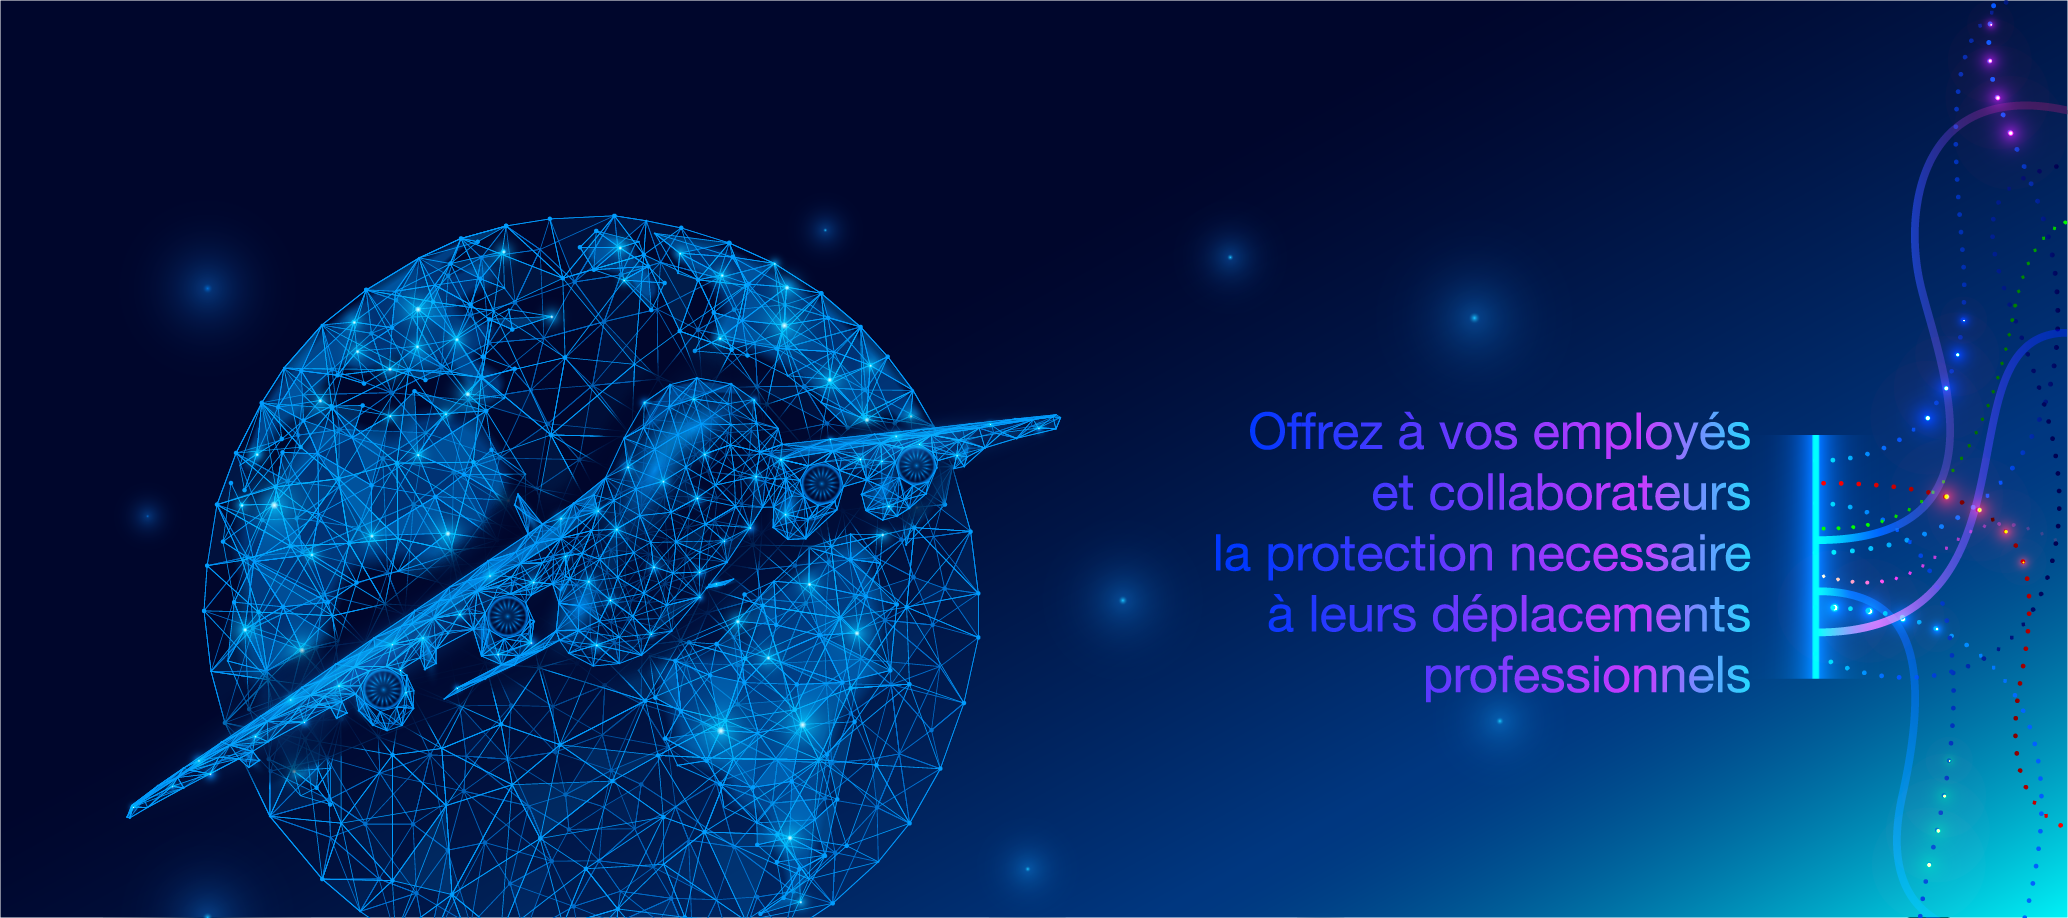 Offrez à vos employés
et collaborateurs
la protection necessaire
à leurs déplacements
professionnels